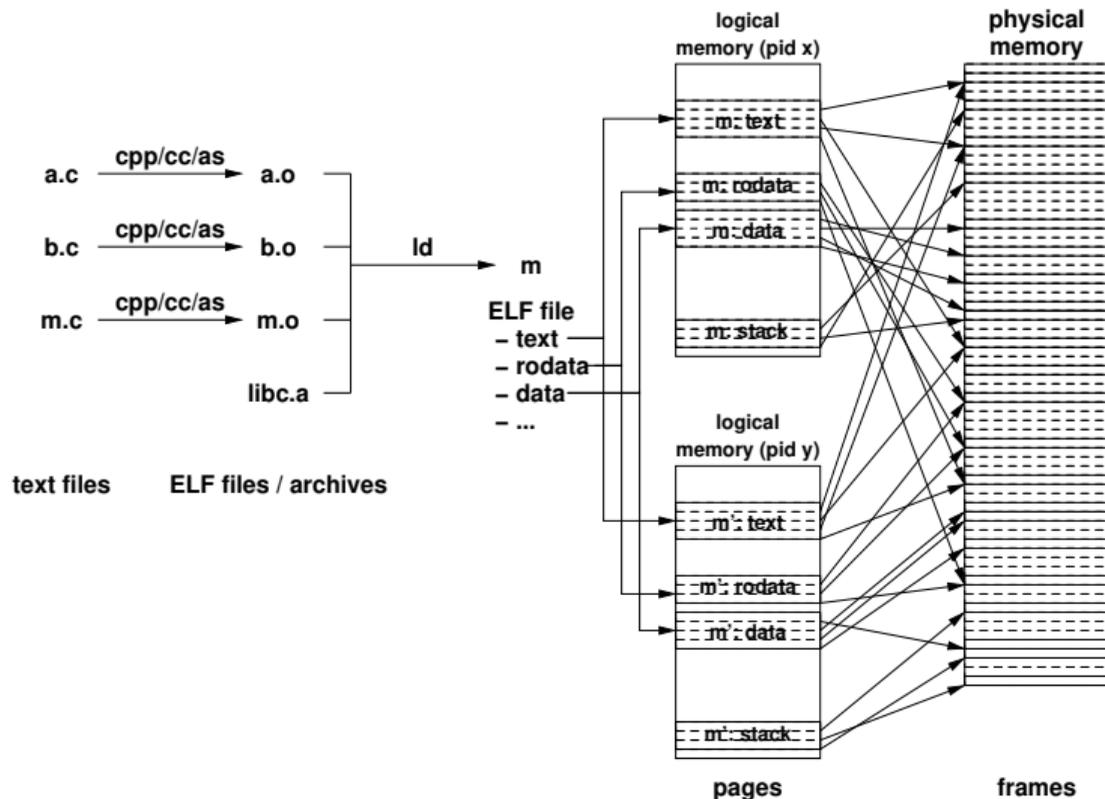 logical
memory (pid x)
physical
memory
m: text
cpp/cc/as
a.c
a.o
m: rodata
m: data
cpp/cc/as
b.c
b.o
ld
m
cpp/cc/as
m.c
m.o
ELF file
– text
– rodata
– data
– ...
m: stack
libc.a
logical
memory (pid y)
text files
ELF files / archives
m': text
m': rodata
m': data
m': stack
pages
frames